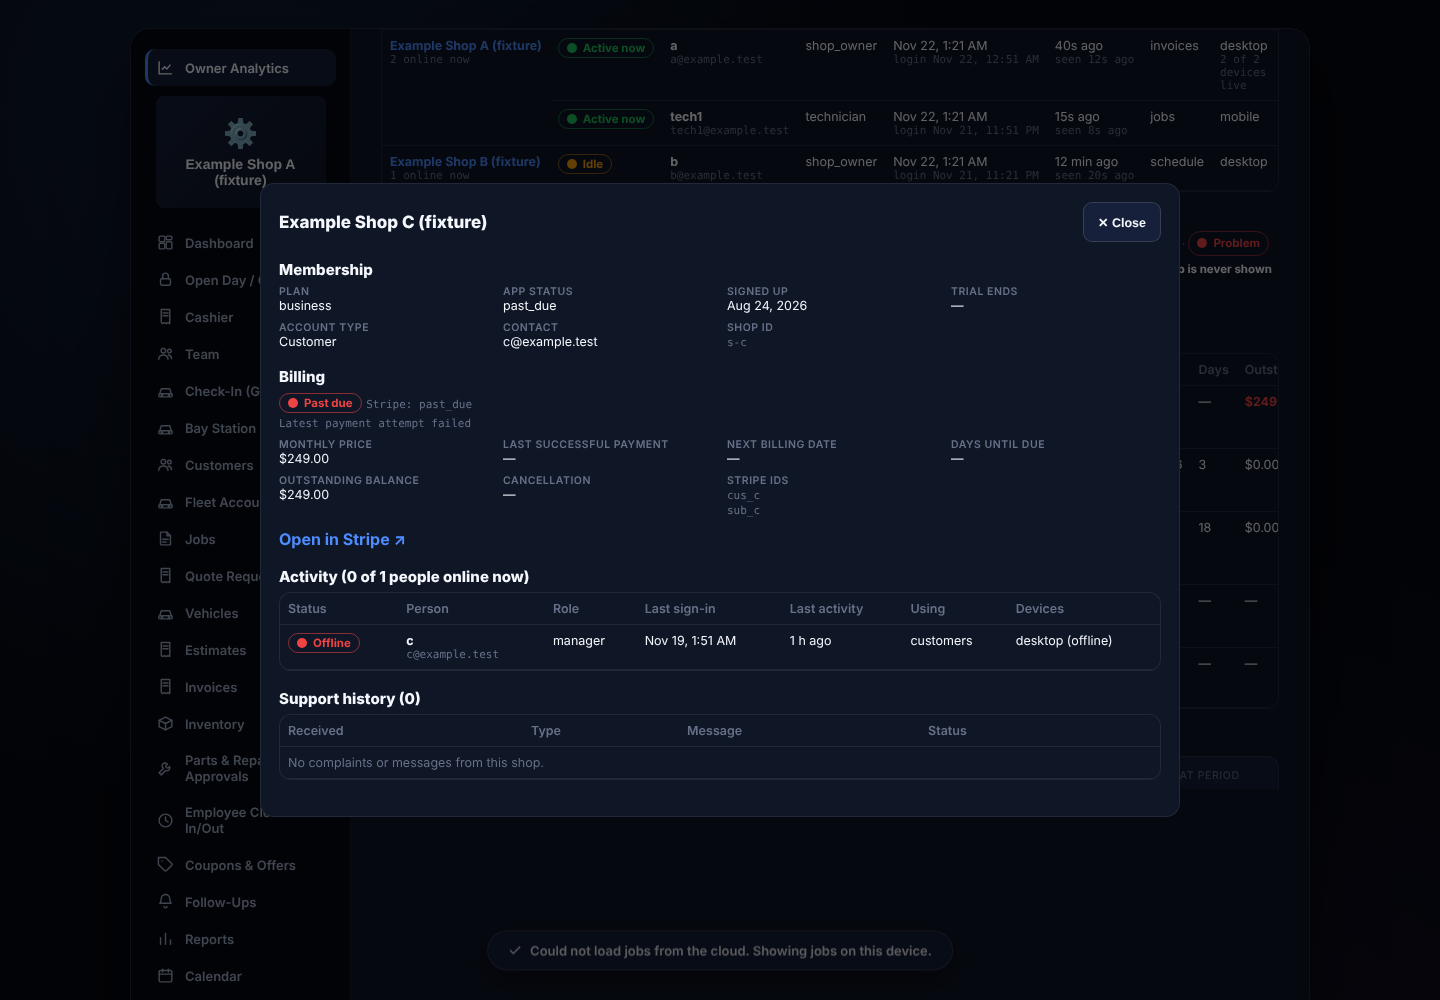 Owner Analytics
Example Shop A
(fixture)
Dashboard
Open Day /
Cashier
Team
Check-In (G
Bay Station
Customers
Fleet Accou
Jobs
Quote Requ
Vehicles
Estimates
Invoices
Inventory
Parts & Repa
Approvals
Employee Clo
In/Out
Coupons & Offers
Follow-Ups
Reports
Calendar
Example Shop A (fixture) Active now a shop_owner Nov 22, 1:21 AM 40s ago invoices desktop
2 online now a@example.test login Nov 22, 12:51 AM seen 12s ago 2 of 2
devices
live
Active now tech1 technician Nov 22, 1:21 AM 15s ago jobs mobile
tech1@example.test login Nov 21, 11:51 PM seen 8s ago
Example Shop B (fixture) Idle b shop_owner Nov 22, 1:21 AM 12 min ago schedule desktop
1 online now b@example.test login Nov 21, 11:21 PM seen 20s ago
· Problem
is never shown
Days Outst
— $249
3 $0.00
18 $0.00
— —
— —
AT PERIOD
Example Shop C (fixture)
✕ Close
Membership
PLAN APP STATUS SIGNED UP TRIAL ENDS
business past_due Aug 24, 2026 —
ACCOUNT TYPE CONTACT SHOP ID
Customer c@example.test s-c
Billing
Past due Stripe: past_due
Latest payment attempt failed
MONTHLY PRICE LAST SUCCESSFUL PAYMENT NEXT BILLING DATE DAYS UNTIL DUE
$249.00 — — —
OUTSTANDING BALANCE CANCELLATION STRIPE IDS
$249.00 — cus_c
sub_c
Open in Stripe ↗
Activity (0 of 1 people online now)
Status Person Role Last sign-in Last activity Using Devices
Offline c manager Nov 19, 1:51 AM 1 h ago customers desktop (offline)
c@example.test
Support history (0)
Received Type Message Status
No complaints or messages from this shop.
Could not load jobs from the cloud. Showing jobs on this device.